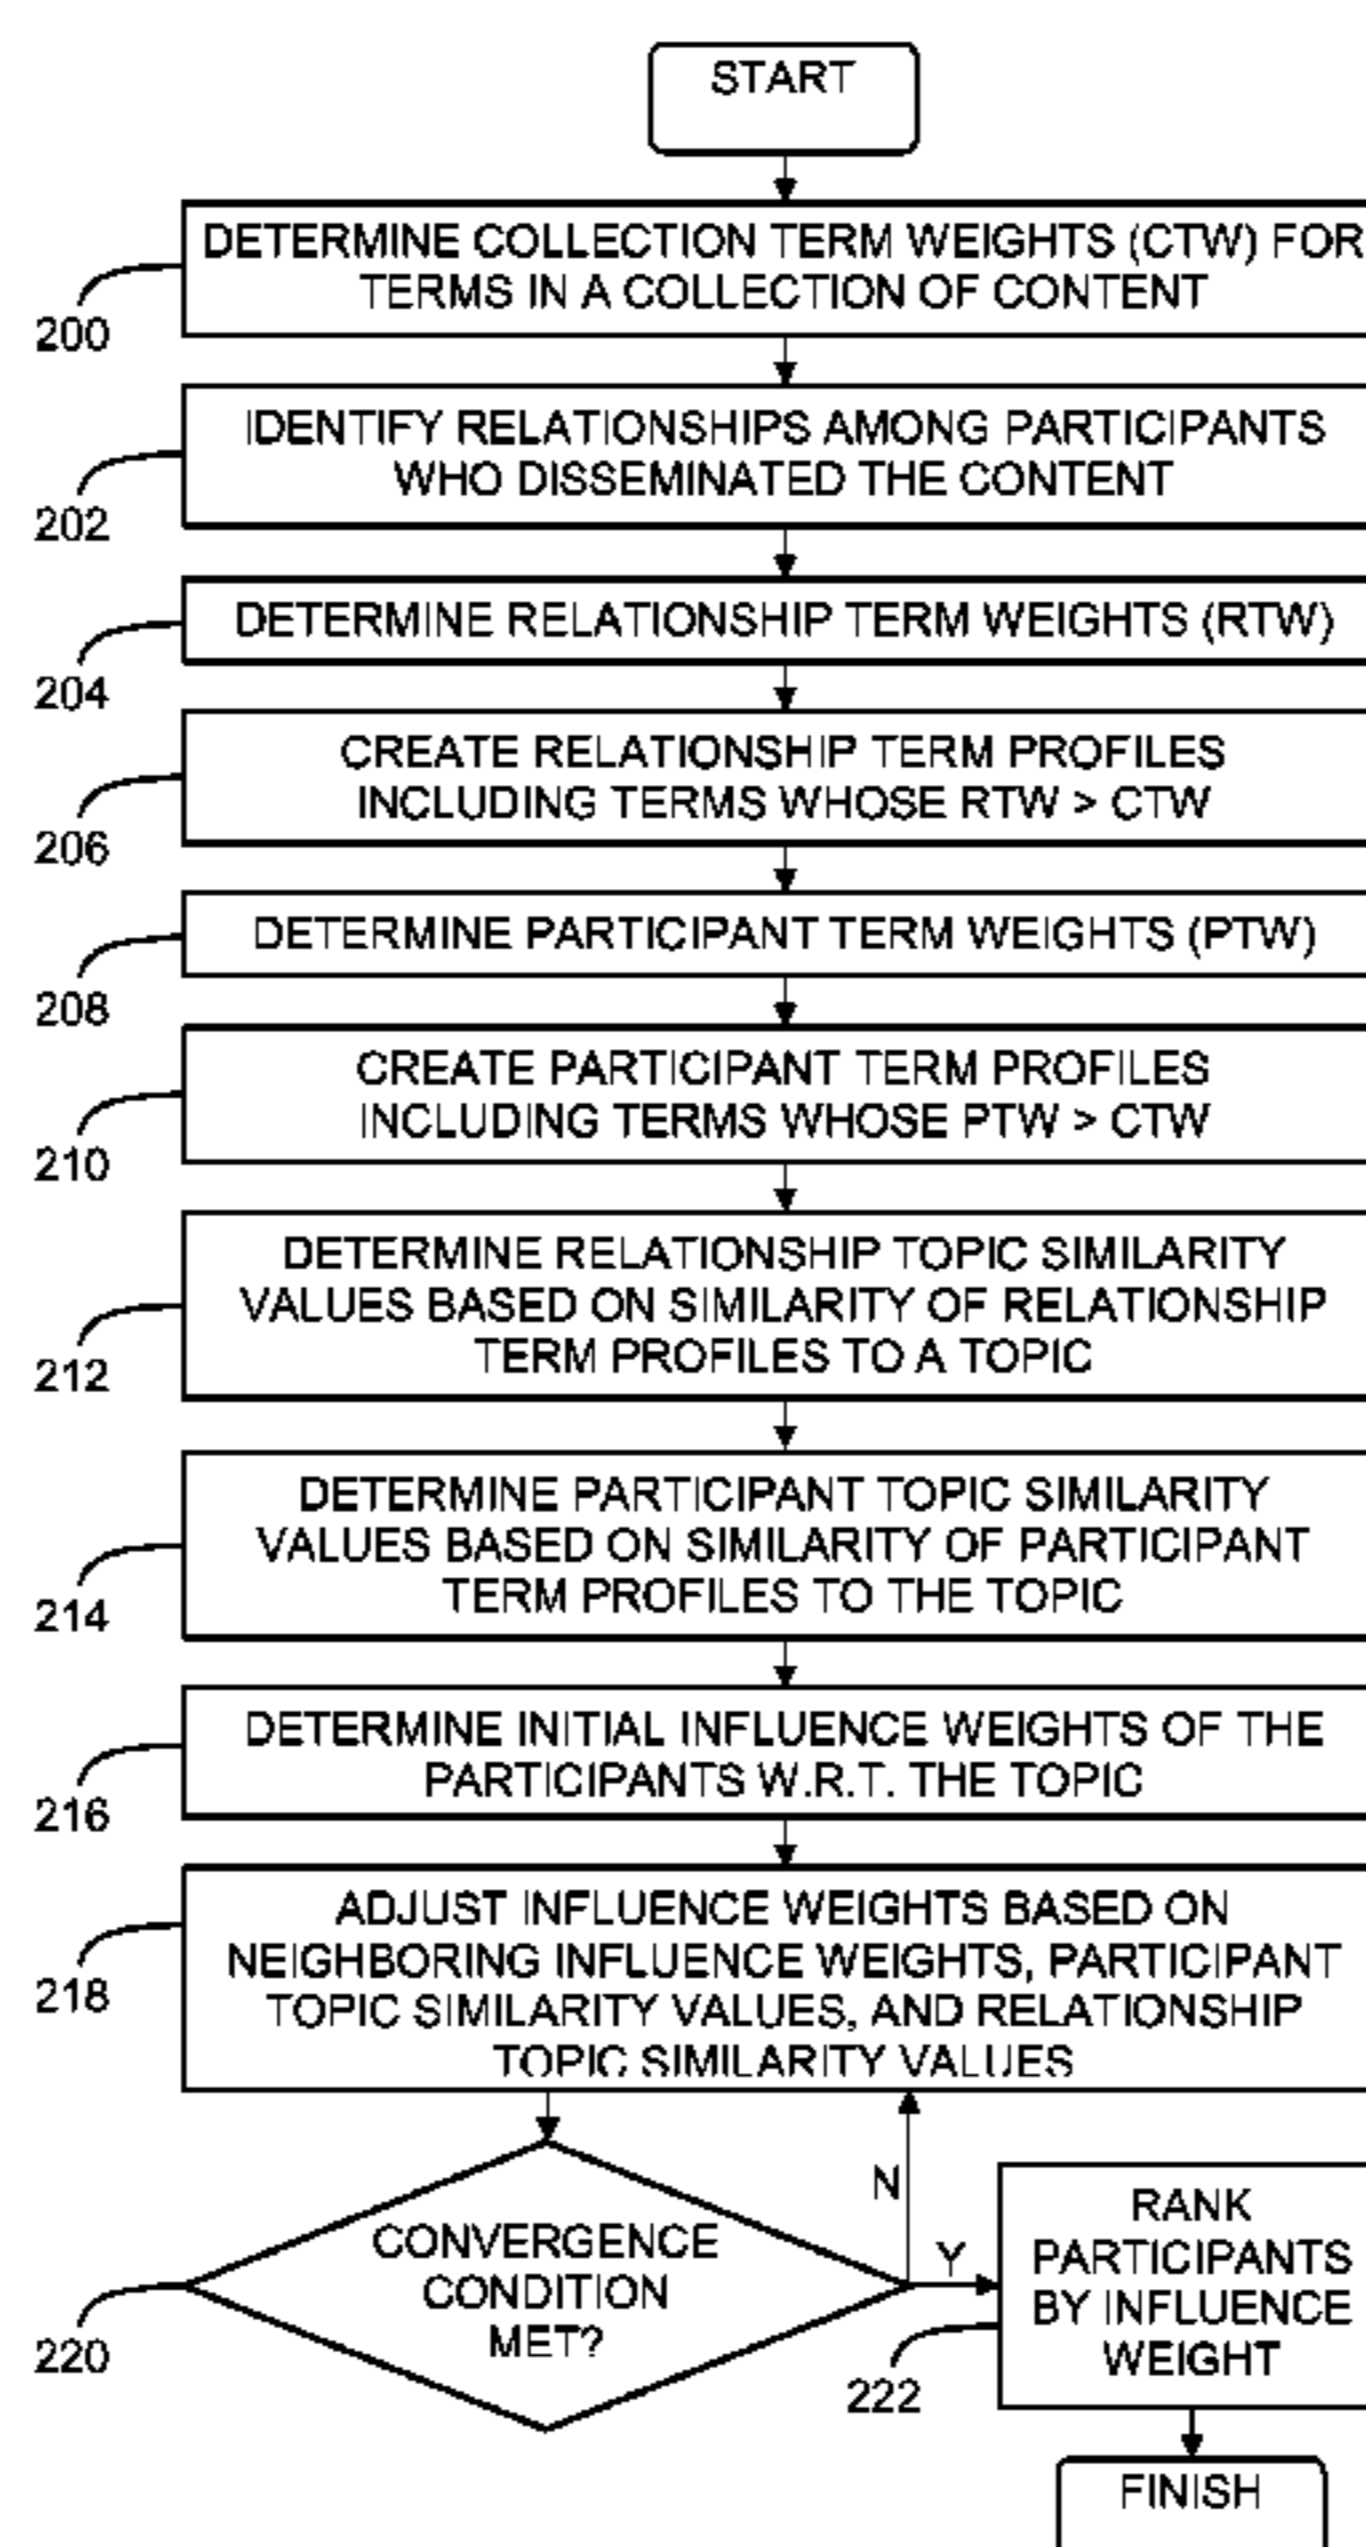 START
DETERMINE COLLECTION TERM WEIGHTS (CTW) FOR
TERMS IN A COLLECTION OF CONTENT
200
IDENTIFY RELATIONSHIPS AMONG PARTICIPANTS
WHO DISSEMINATED THE CONTENT
202
DETERMINE RELATIONSHIP TERM WEIGHTS (RTW)
204
CREATE RELATIONSHIP TERM PROFILES
INCLUDING TERMS WHOSE RTW > CTW
206
DETERMINE PARTICIPANT TERM WEIGHTS (PTW)
208
CREATE PARTICIPANT TERM PROFILES
INCLUDING TERMS WHOSE PTW > CTW
210
DETERMINE RELATIONSHIP TOPIC SIMILARITY
VALUES BASED ON SIMILARITY OF RELATIONSHIP
TERM PROFILES TO A TOPIC
212
DETERMINE PARTICIPANT TOPIC SIMILARITY
VALUES BASED ON SIMILARITY OF PARTICIPANT
TERM PROFILES TO THE TOPIC
214
DETERMINE INITIAL INFLUENCE WEIGHTS OF THE
PARTICIPANTS W.R.T. THE TOPIC
216
ADJUST INFLUENCE WEIGHTS BASED ON
NEIGHBORING INFLUENCE WEIGHTS, PARTICIPANT
TOPIC SIMILARITY VALUES, AND RELATIONSHIP
TOPIC SIMILARITY VALUES
218
CONVERGENCE
CONDITION
MET?
220
N
Y
RANK
PARTICIPANTS
BY INFLUENCE
WEIGHT
222
FINISH